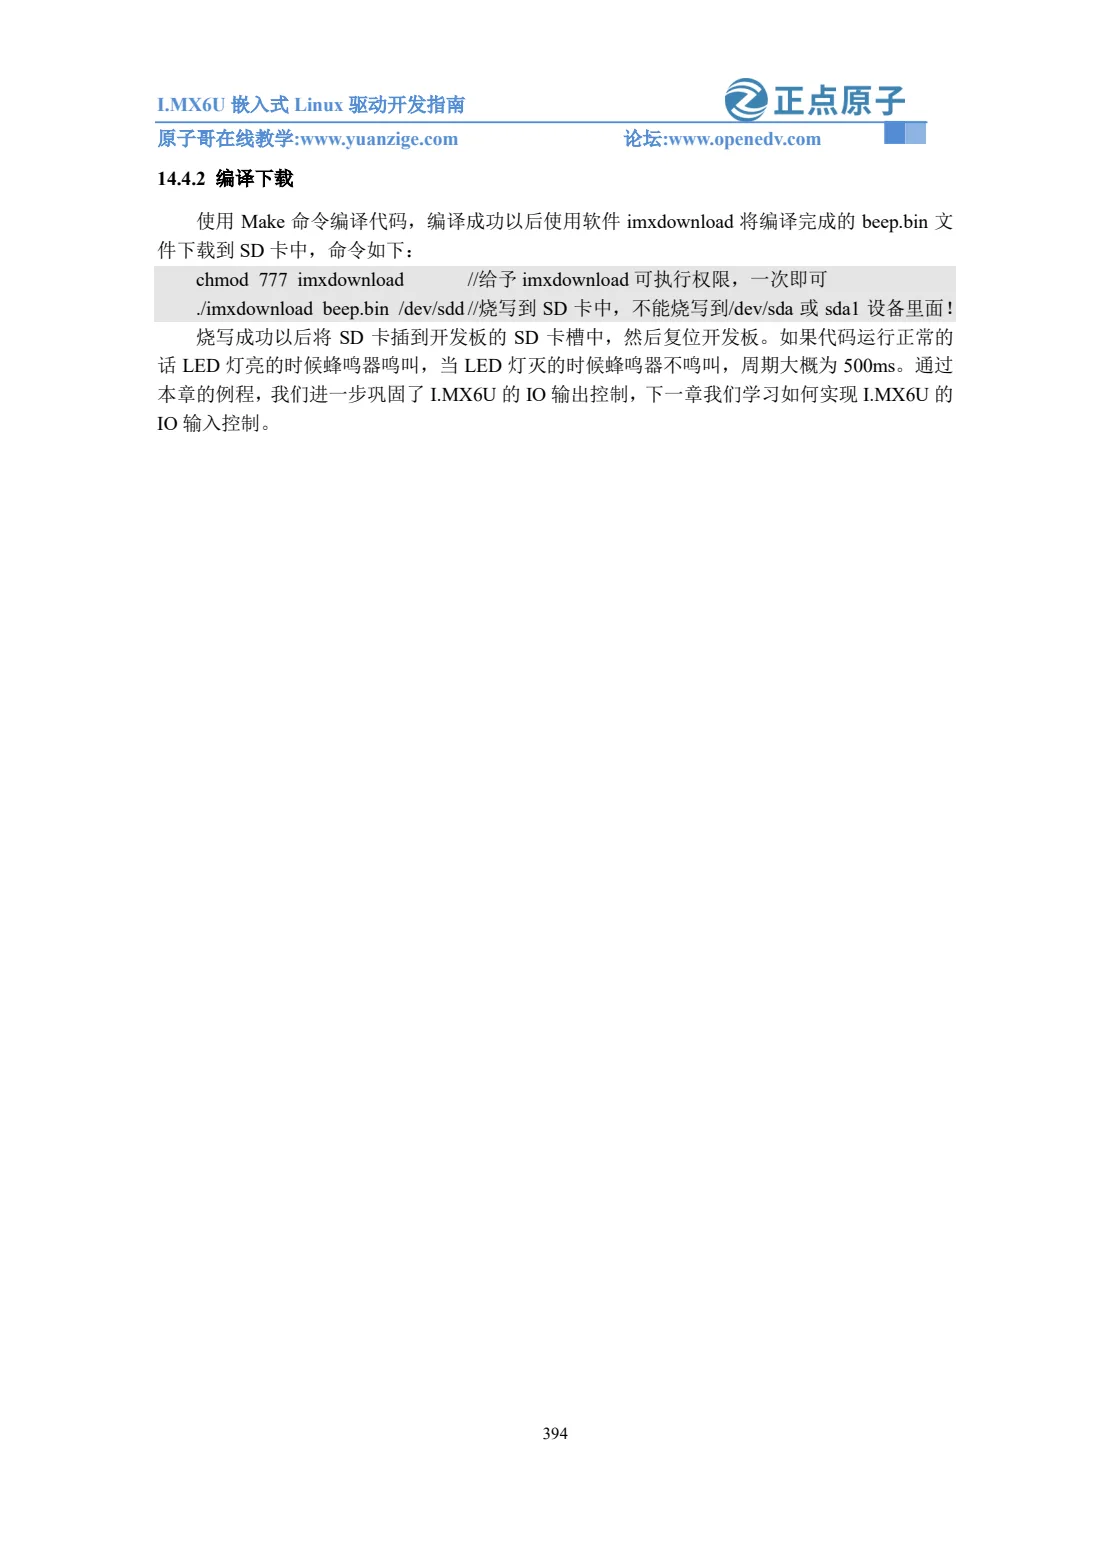 I.MX6U 嵌入式 Linux 驱动开发指南
正点原子
原子哥在线教学:www.yuanzige.com 论坛:www.openedv.com
14.4.2 编译下载
使用 Make 命令编译代码，编译成功以后使用软件 imxdownload 将编译完成的 beep.bin 文
件下载到 SD 卡中，命令如下：
chmod 777 imxdownload //给予 imxdownload 可执行权限，一次即可
./imxdownload beep.bin /dev/sdd //烧写到 SD 卡中，不能烧写到/dev/sda 或 sda1 设备里面！
烧写成功以后将 SD 卡插到开发板的 SD 卡槽中，然后复位开发板。如果代码运行正常的
话 LED 灯亮的时候蜂鸣器鸣叫，当 LED 灯灭的时候蜂鸣器不鸣叫，周期大概为 500ms。通过
本章的例程，我们进一步巩固了 I.MX6U 的 IO 输出控制，下一章我们学习如何实现 I.MX6U 的
IO 输入控制。
394